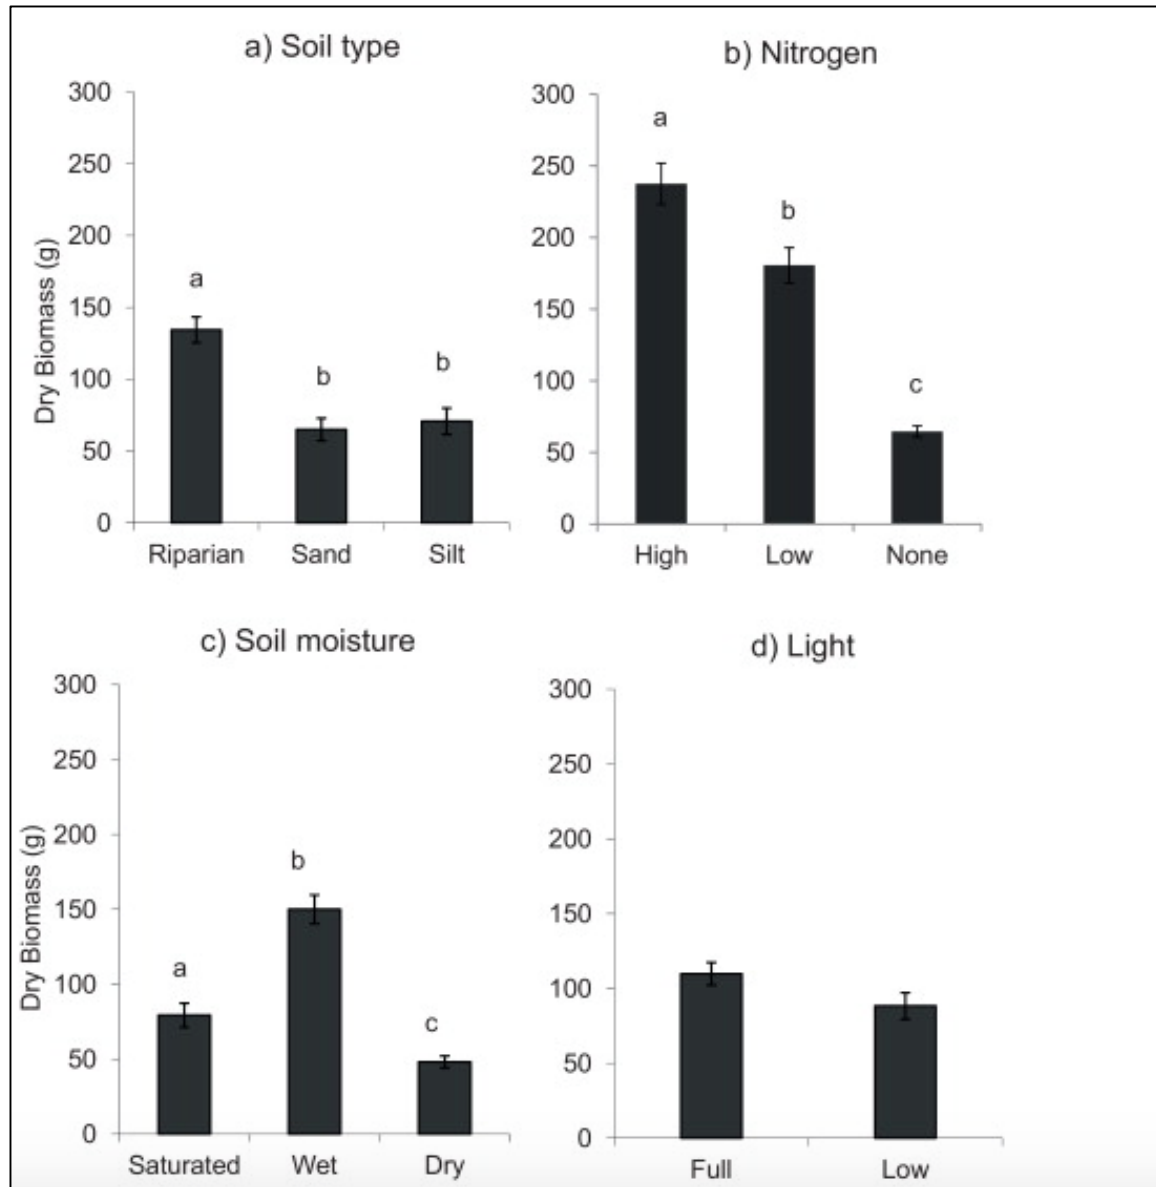 a) Soil type
300
250
200
150
100
50
0
Dry Biomass (g)
a
b
b
Riparian Sand Silt
b) Nitrogen
300
250
200
150
100
50
0
a
b
c
High Low None
c) Soil moisture
300
250
200
150
100
50
0
Dry Biomass (g)
a
b
c
Saturated Wet Dry
d) Light
300
250
200
150
100
50
0
Full Low